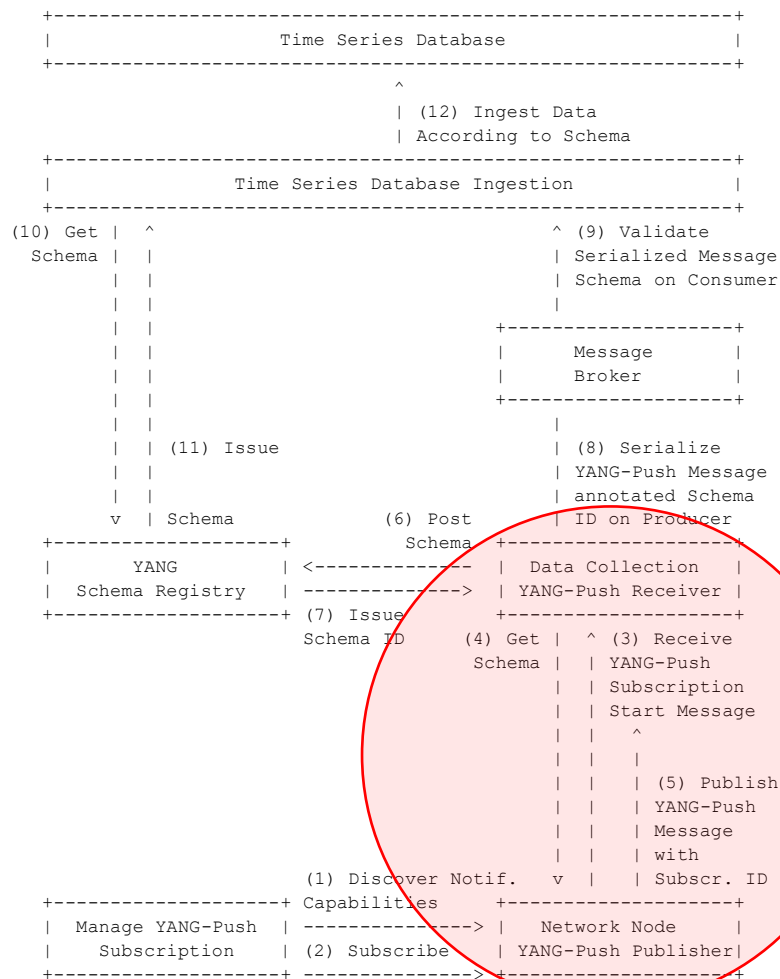 +-------------------------------------------------------------+
| Time Series Database |
+-------------------------------------------------------------+
^
| (12) Ingest Data
| According to Schema
+-------------------------------------------------------------+
| Time Series Database Ingestion |
+-------------------------------------------------------------+
(10) Get | ^ ^ (9) Validate
Schema | | | Serialized Message
| | | Schema on Consumer
| | |
| | +--------------------+
| | | Message |
| | | Broker |
| | +--------------------+
| | |
| | (11) Issue | (8) Serialize
| | | YANG-Push Message
| | | annotated Schema
v | Schema (6) Post | ID on Producer
+--------------------+ Schema +--------------------+
| YANG | <-------------- | Data Collection |
| Schema Registry | --------------> | YANG-Push Receiver |
+--------------------+ (7) Issue +--------------------+
Schema ID (4) Get | ^ (3) Receive
Schema | | YANG-Push
| | Subscription
| | Start Message
| | ^
| | |
| | | (5) Publish
| | | YANG-Push
| | | Message
| | | with
(1) Discover Notif. v | | Subscr. ID
+--------------------+ Capabilities +--------------------+
| Manage YANG-Push | ---------------> | Network Node |
| Subscription | (2) Subscribe | YANG-Push Publisher|
+--------------------+ ---------------> +--------------------+